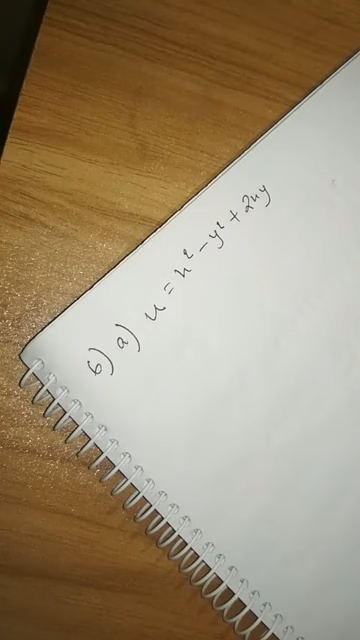 6) a) u = x² - y² + 2xy